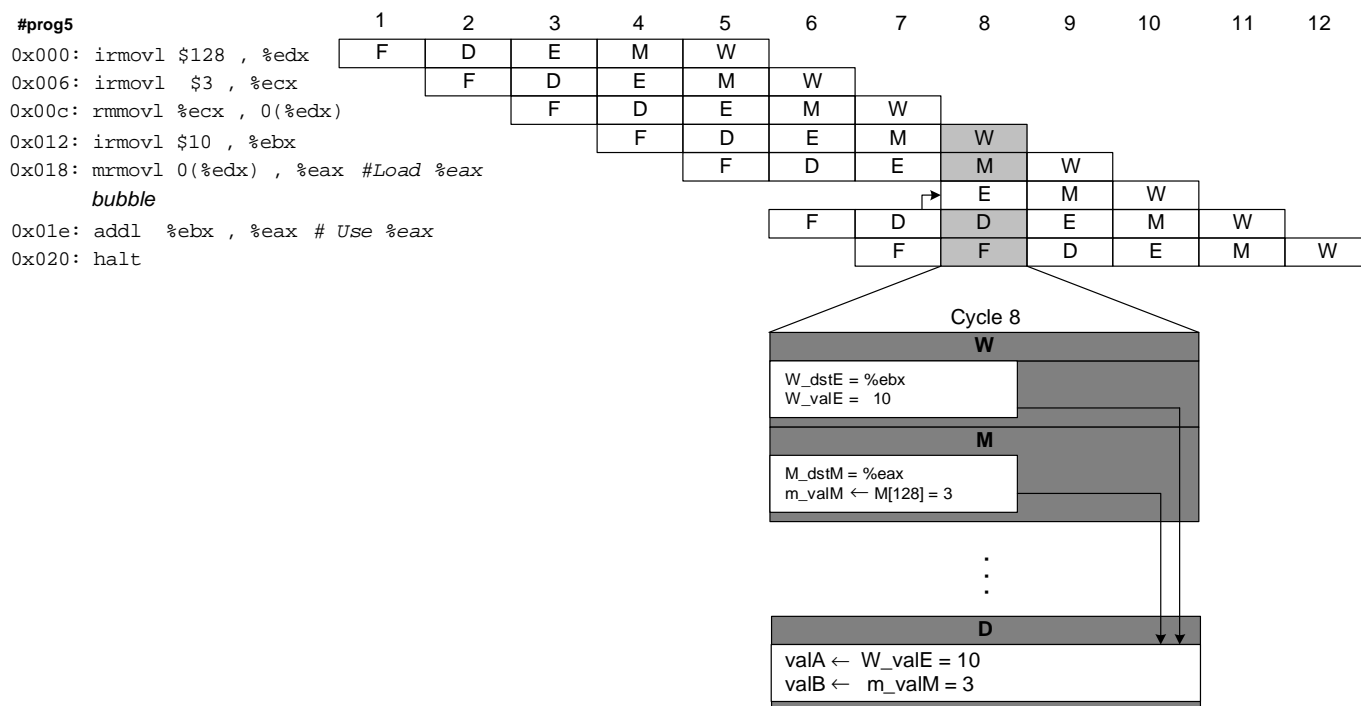 #prog5 1 2 3 4 5 6 7 8 9 10 11 12
0x000: irmovl $128 , %edx F D E M W
0x006: irmovl $3 , %ecx F D E M W
0x00c: rmmovl %ecx , 0(%edx) F D E M W
0x012: irmovl $10 , %ebx F D E M W
0x018: mrmovl 0(%edx) , %eax #Load %eax F D E M W
bubble E M W
0x01e: addl %ebx , %eax # Use %eax F D D E M W
0x020: halt F F D E M W
Cycle 8
W
W_dstE = %ebx
W_valE = 10
M
M_dstM = %eax
m_valM ← M[128] = 3
.
.
.
D
valA ← W_valE = 10
valB ← m_valM = 3